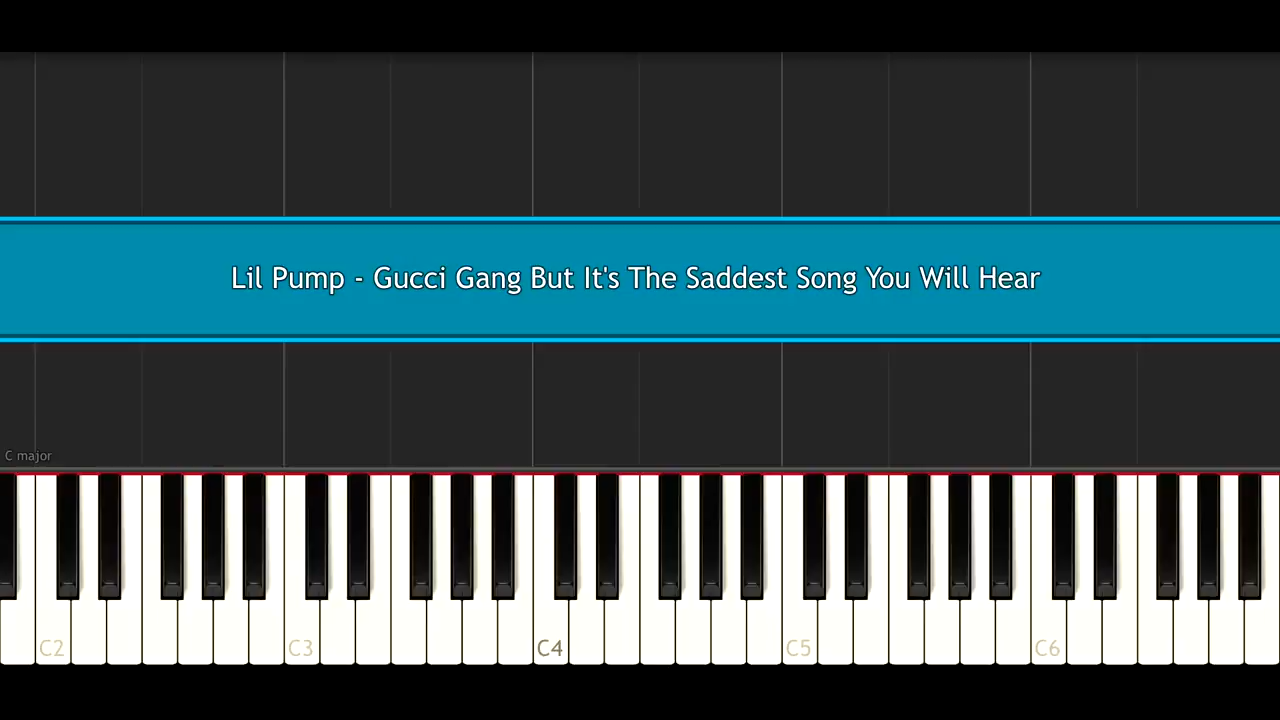 Lil Pump - Gucci Gang But It's The Saddest Song You Will Hear
C major
C2 C3 C4 C5 C6